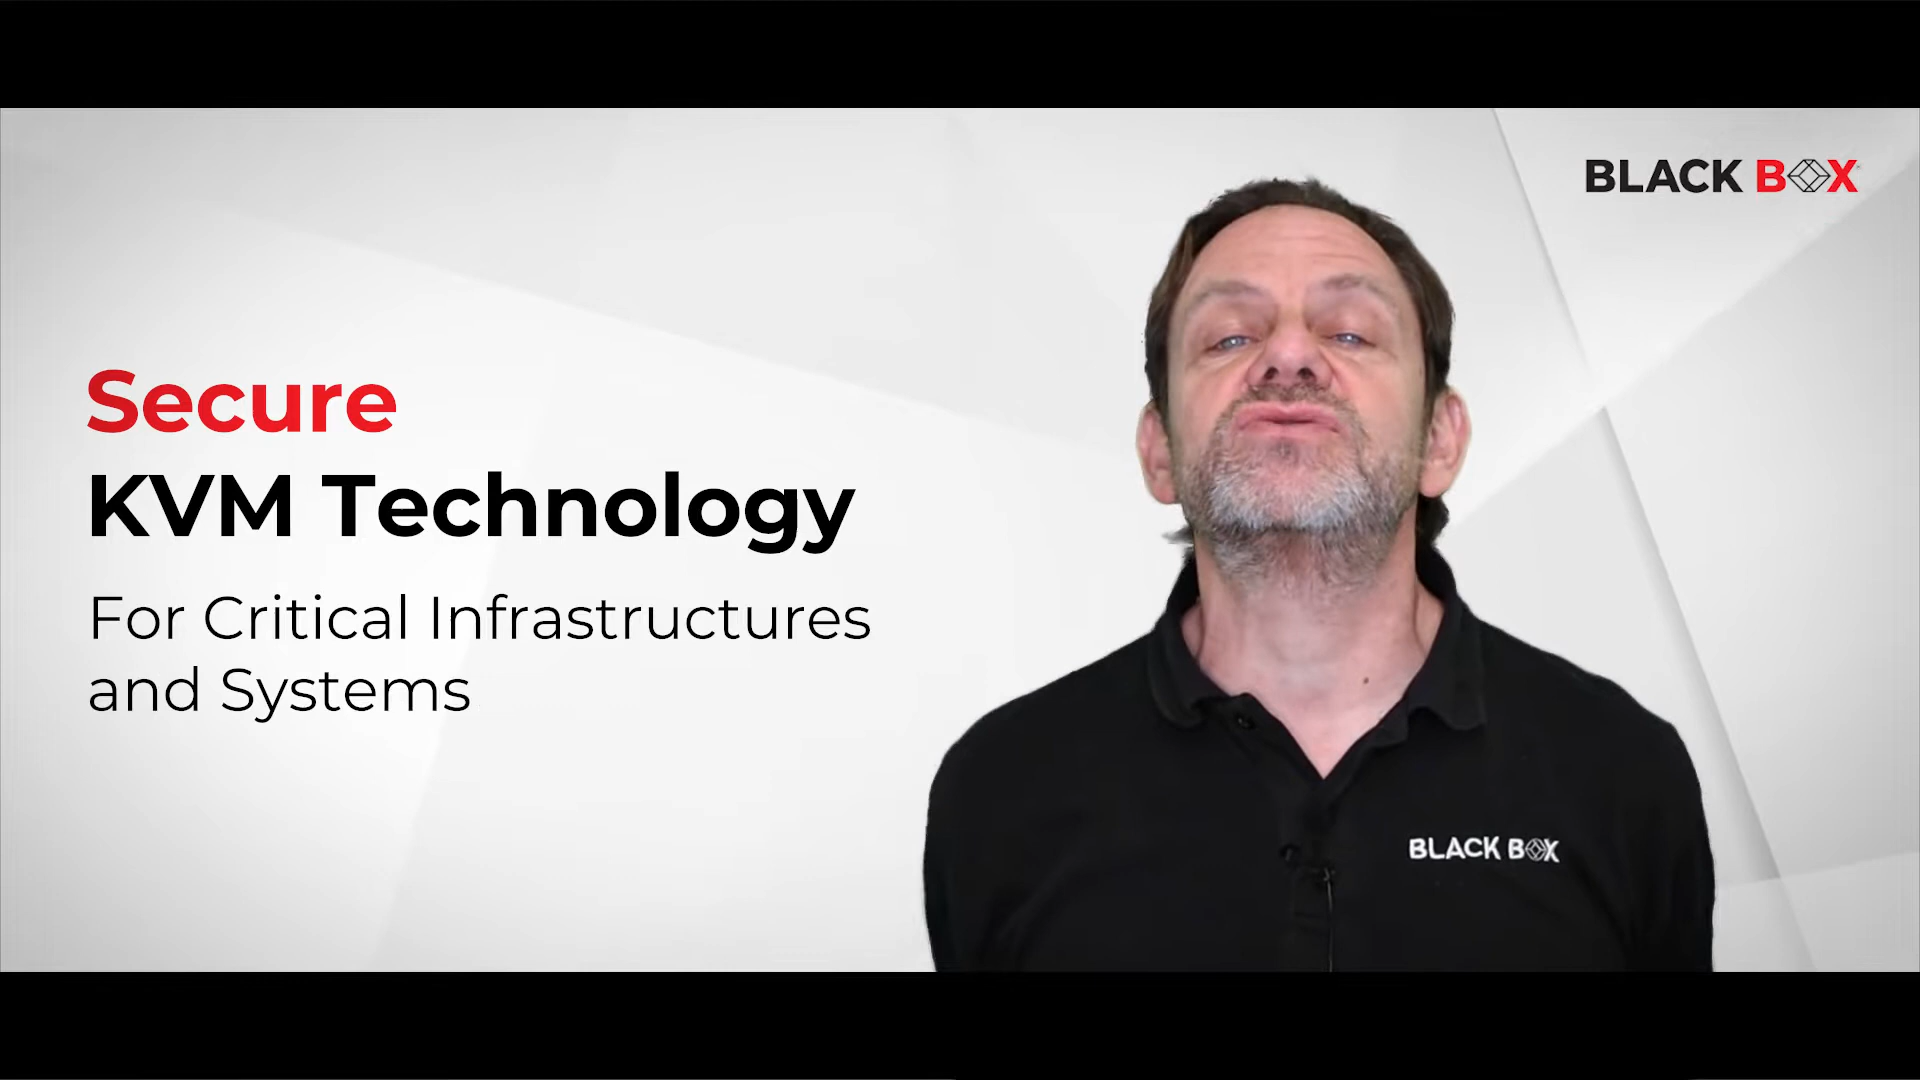 BLACK BOX
Secure
KVM Technology
For Critical Infrastructures
and Systems
BLACK BOX